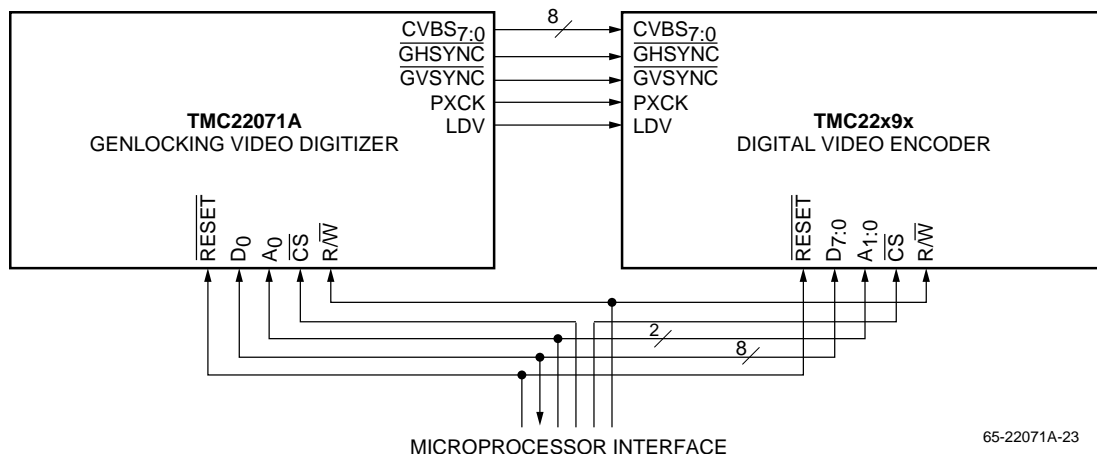 8
CVBS7:0
GHSYNC
GVSYNC
PXCK
LDV
TMC22071A
GENLOCKING VIDEO DIGITIZER
RESET
D0
A0
CS
R/W
CVBS7:0
GHSYNC
GVSYNC
PXCK
LDV
TMC22x9x
DIGITAL VIDEO ENCODER
RESET
D7:0
A1:0
CS
R/W
2
8
MICROPROCESSOR INTERFACE
65-22071A-23